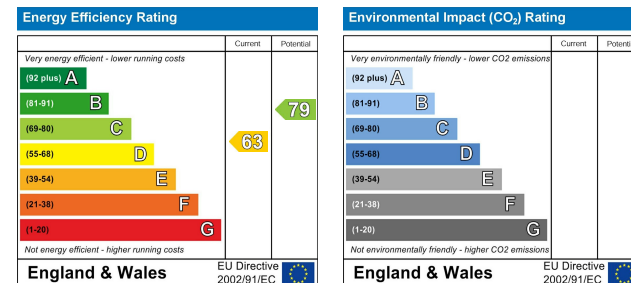 Energy Efficiency Rating
Current Potential
Very energy efficient - lower running costs
(92 plus) A
(81-91) B
(69-80) C
(55-68) D
(39-54) E
(21-38) F
(1-20) G
63
79
Not energy efficient - higher running costs
England & Wales
EU Directive
2002/91/EC
Environmental Impact (CO₂) Rating
Current Potential
Very environmentally friendly - lower CO2 emissions
(92 plus) A
(81-91) B
(69-80) C
(55-68) D
(39-54) E
(21-38) F
(1-20) G
Not environmentally friendly - higher CO2 emissions
England & Wales
EU Directive
2002/91/EC